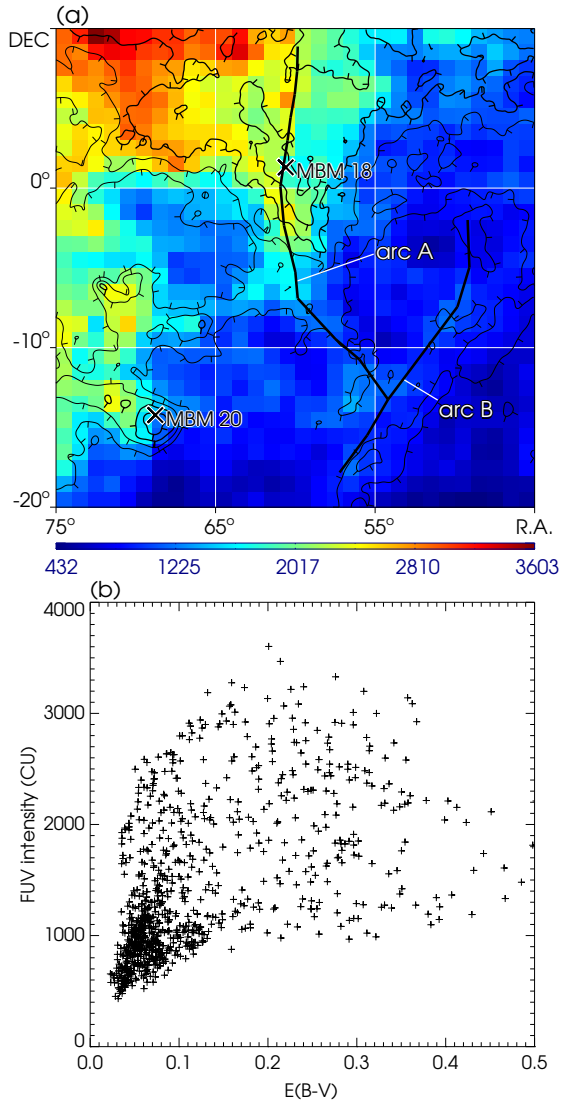 (a)
DEC
MBM 18
0°
arc A
-10°
MBM 20
arc B
-20°
75° 65° 55° R.A.
432 1225 2017 2810 3603
(b)
4000
3000
2000
1000
0
FUV intensity (CU)
0.0 0.1 0.2 0.3 0.4 0.5
E(B-V)